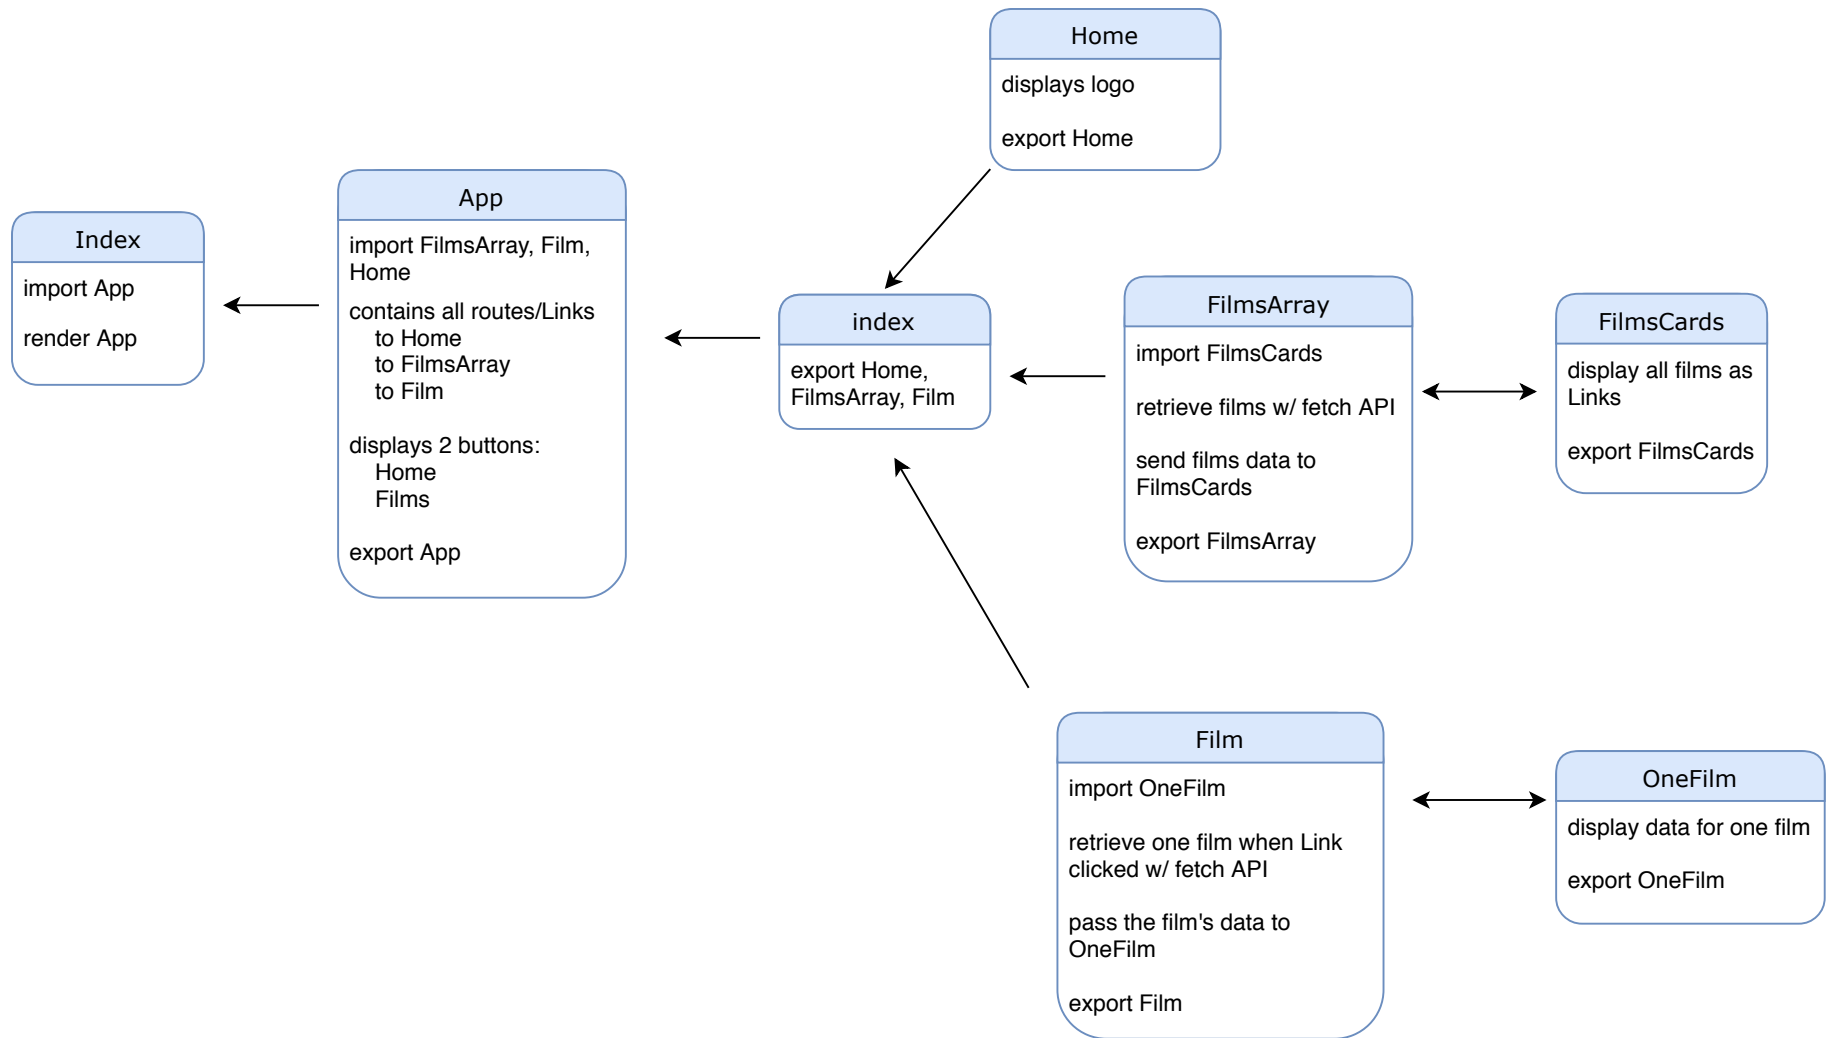 Home
displays logo
export Home
Index
import App
render App
App
import FilmsArray, Film,
Home
contains all routes/Links
to Home
to FilmsArray
to Film
displays 2 buttons:
Home
Films
export App
index
export Home,
FilmsArray, Film
FilmsArray
import FilmsCards
retrieve films w/ fetch API
send films data to
FilmsCards
export FilmsArray
FilmsCards
display all films as
Links
export FilmsCards
Film
import OneFilm
retrieve one film when Link
clicked w/ fetch API
pass the film's data to
OneFilm
export Film
OneFilm
display data for one film
export OneFilm